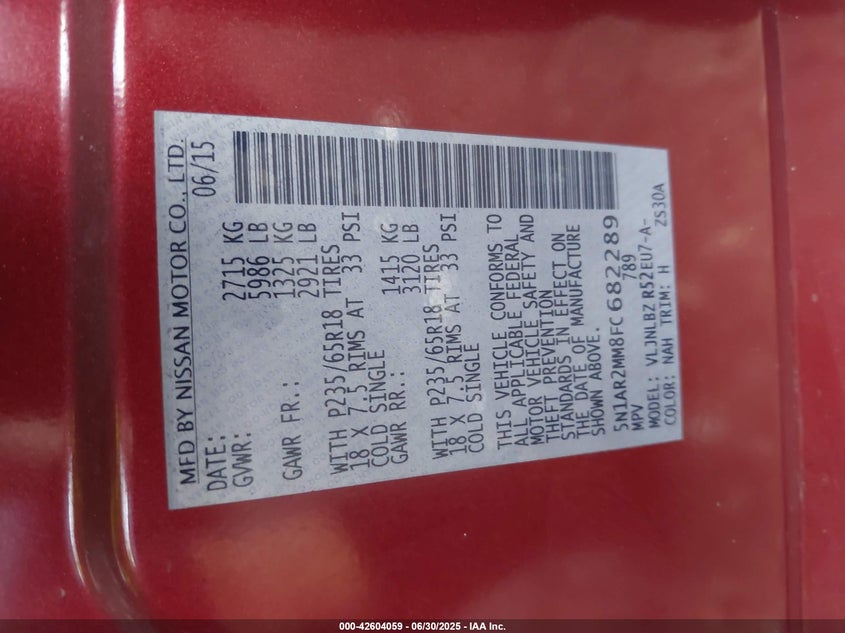 MFD BY NISSAN MOTOR CO., LTD.
DATE: 06/15
GVWR: 2715 KG
5986 LB
GAWR FR.: 1325 KG
2921 LB
WITH P235/65R18 TIRES
18 X 7.5 RIMS AT 33 PSI
COLD SINGLE
GAWR RR.: 1415 KG
3120 LB
WITH P235/65R18 TIRES
18 X 7.5 RIMS AT 33 PSI
COLD SINGLE
THIS VEHICLE CONFORMS TO
ALL APPLICABLE FEDERAL
MOTOR VEHICLE SAFETY AND
THEFT PREVENTION
STANDARDS IN EFFECT ON
THE DATE OF MANUFACTURE
SHOWN ABOVE.
5N1AR2MM8FC682289
MPV 789
MODEL: VLJNLBZ R52EU7-A-
COLOR: NAH TRIM: H ZS30A
000-42604059 - 06/30/2025 - IAA Inc.